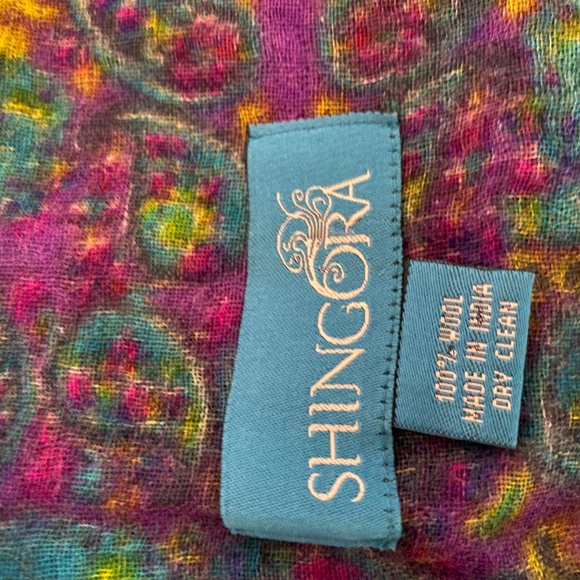 SHINGORA
100% WOOL
MADE IN INDIA
DRY CLEAN